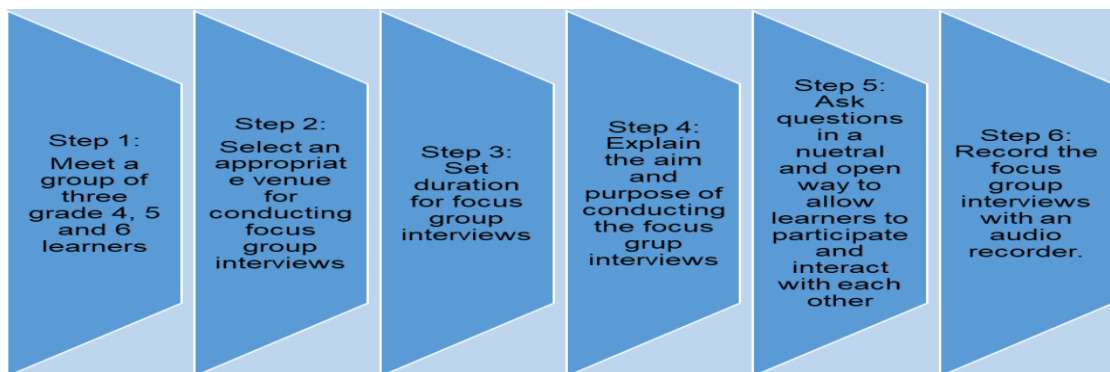 Step 1:
Meet a
group of
three
grade 4, 5
and 6
learners
Step 2:
Select an
appropriat
e venue
for
conducting
focus
group
interviews
Step 3:
Set
duration
for focus
group
interviews
Step 4:
Explain
the aim
and
purpose of
conducting
the focus
grup
interviews
Step 5:
Ask
questions
in a
nuetral
and open
way to
allow
learners to
participate
and
interact
with each
other
Step 6:
Record the
focus
group
interviews
with an
audio
recorder.